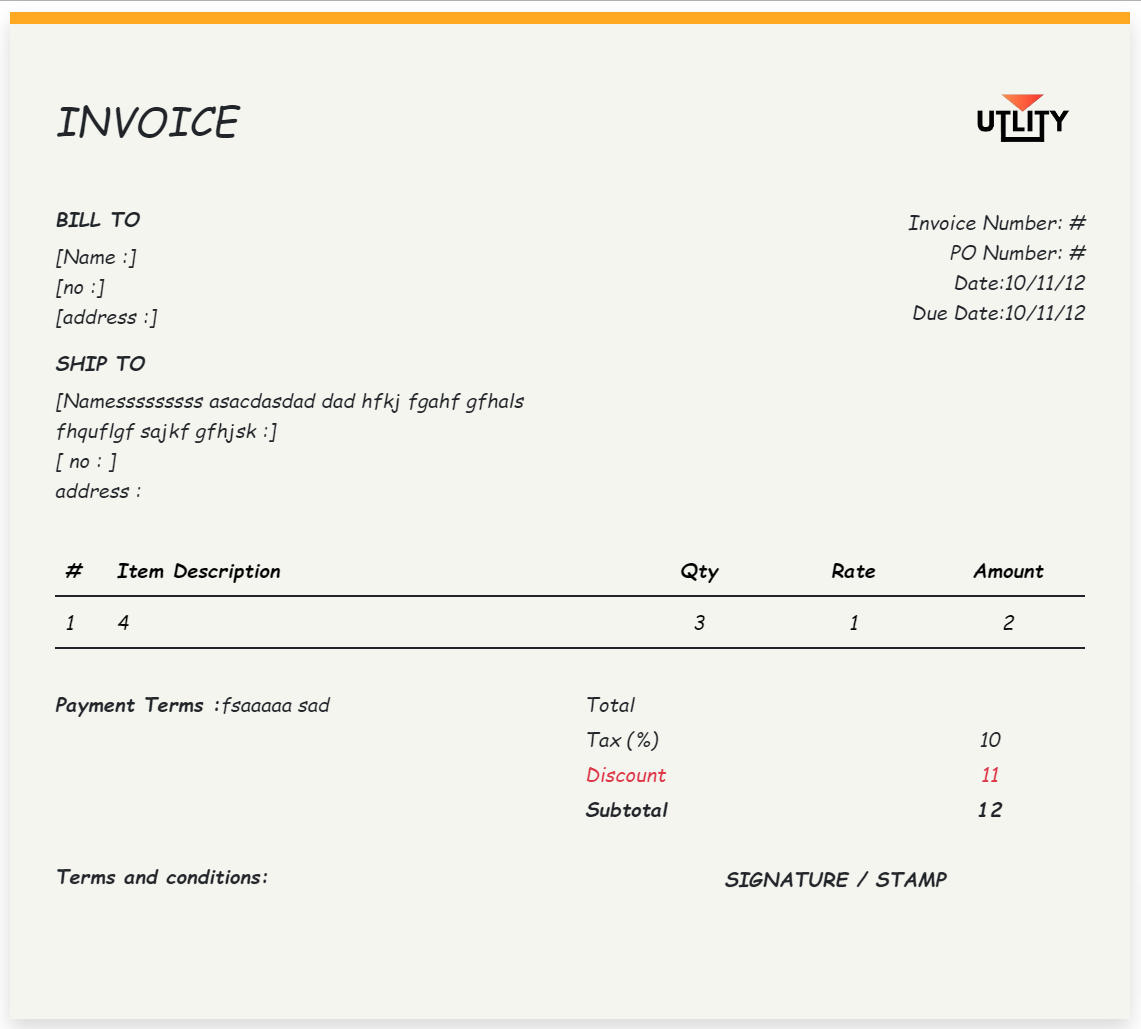 INVOICE
UTLITY
BILL TO
[Name :]
[no :]
[address :]
Invoice Number: #
PO Number: #
Date:10/11/12
Due Date:10/11/12
SHIP TO
[Namesssssssss asacdasdad dad hfkj fgahf gfhals
fhquflgf sajkf gfhjsk :]
[ no : ]
address :
# Item Description Qty Rate Amount
1 4 3 1 2
Payment Terms :fsaaaaa sad
Total
Tax (%) 10
Discount 11
Subtotal 12
Terms and conditions:
SIGNATURE / STAMP